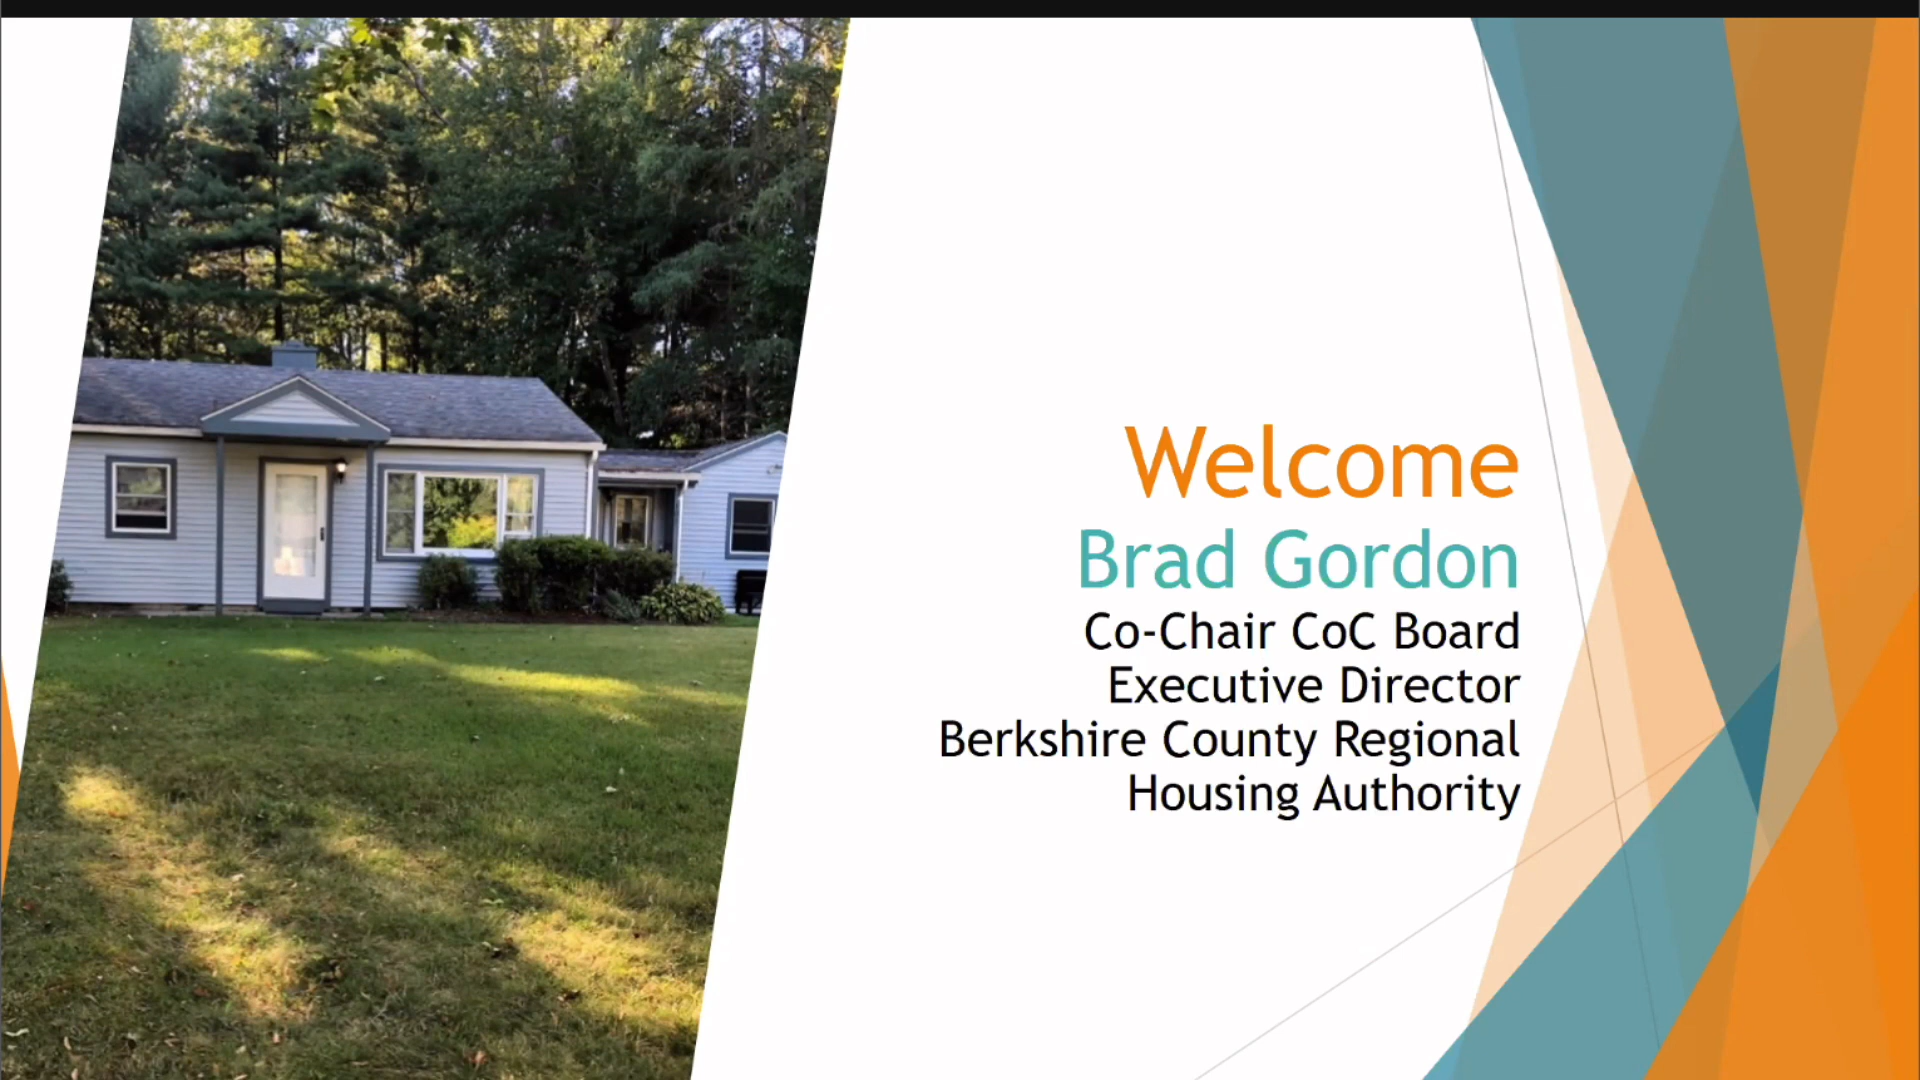 Welcome
Brad Gordon
Co-Chair CoC Board
Executive Director
Berkshire County Regional
Housing Authority